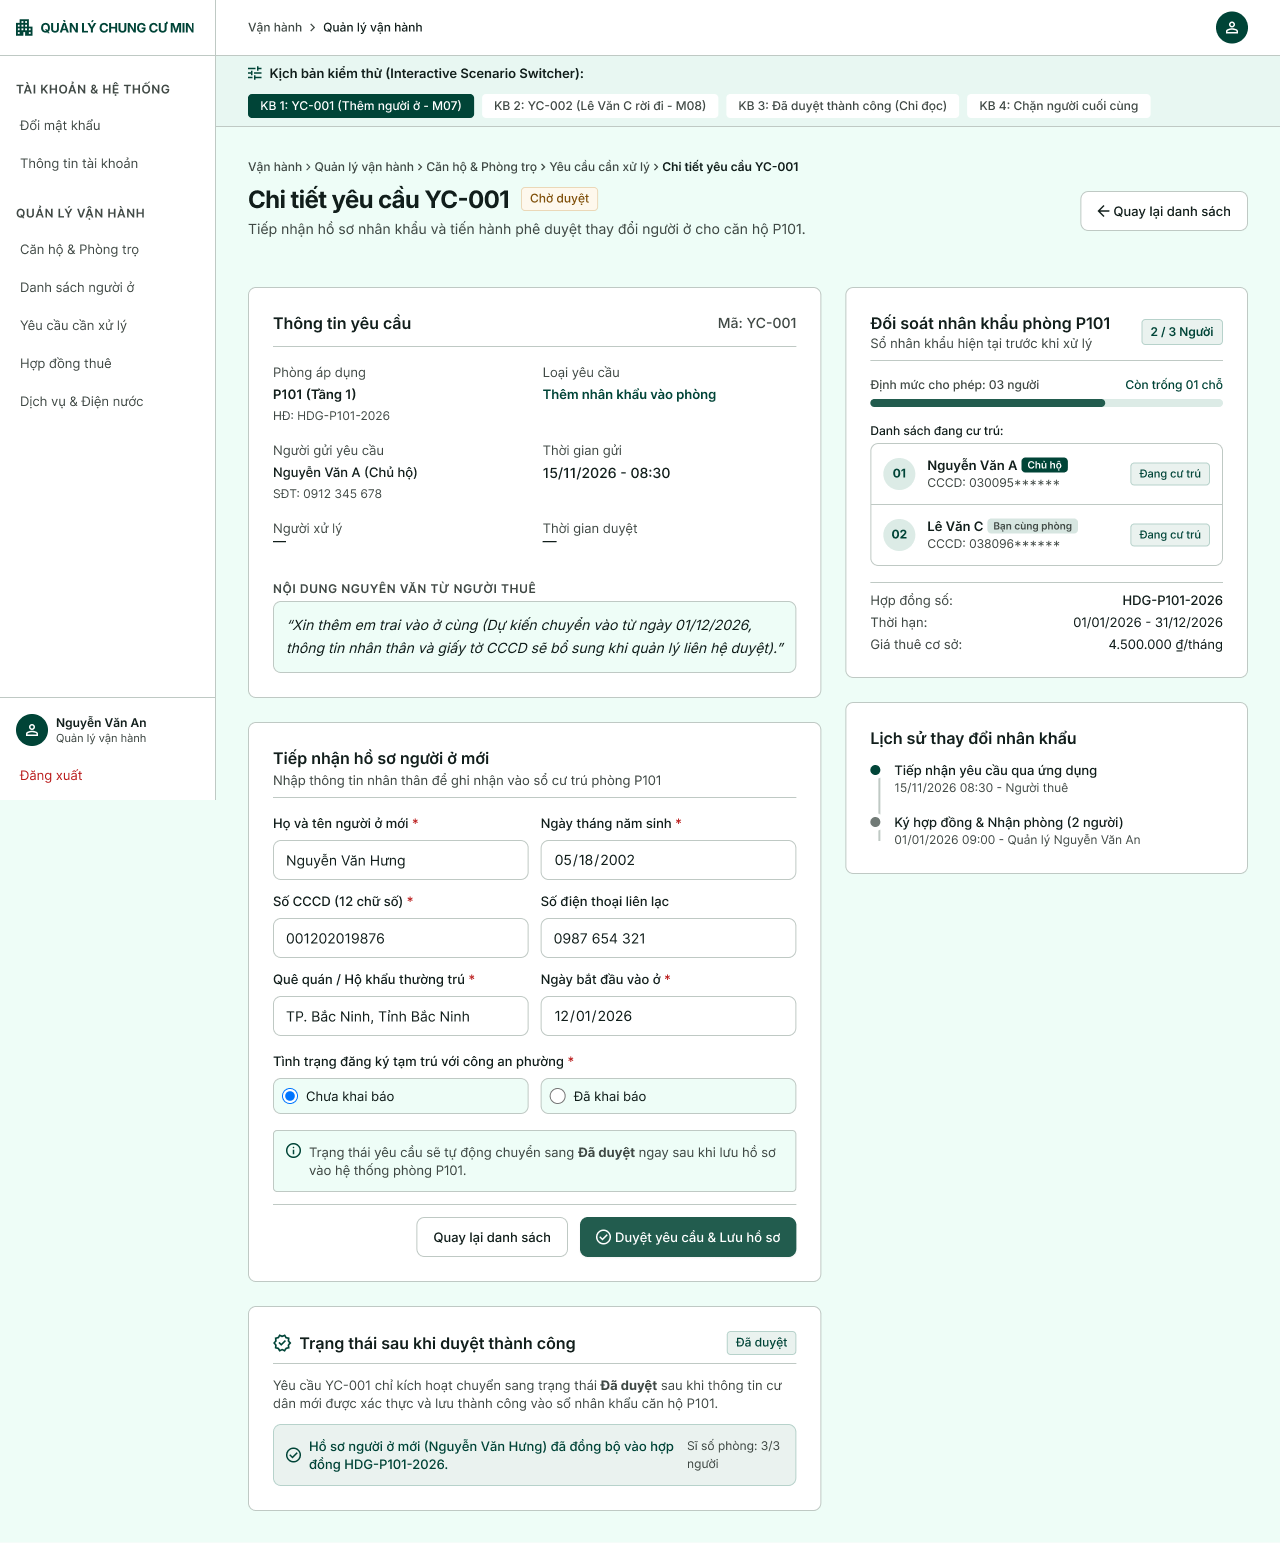 QUẢN LÝ CHUNG CƯ MIN
TÀI KHOẢN & HỆ THỐNG
Đổi mật khẩu
Thông tin tài khoản
QUẢN LÝ VẬN HÀNH
Căn hộ & Phòng trọ
Danh sách người ở
Yêu cầu cần xử lý
Hợp đồng thuê
Dịch vụ & Điện nước
Nguyễn Văn An
Quản lý vận hành
Đăng xuất
Vận hành > Quản lý vận hành
Kịch bản kiểm thử (Interactive Scenario Switcher):
KB 1: YC-001 (Thêm người ở - M07)
KB 2: YC-002 (Lê Văn C rời đi - M08)
KB 3: Đã duyệt thành công (Chỉ đọc)
KB 4: Chặn người cuối cùng
Vận hành > Quản lý vận hành > Căn hộ & Phòng trọ > Yêu cầu cần xử lý > Chi tiết yêu cầu YC-001
Chi tiết yêu cầu YC-001
Chờ duyệt
Tiếp nhận hồ sơ nhân khẩu và tiến hành phê duyệt thay đổi người ở cho căn hộ P101.
← Quay lại danh sách
Thông tin yêu cầu
Mã: YC-001
Phòng áp dụng
P101 (Tầng 1)
HĐ: HDG-P101-2026
Loại yêu cầu
Thêm nhân khẩu vào phòng
Người gửi yêu cầu
Nguyễn Văn A (Chủ hộ)
SĐT: 0912 345 678
Thời gian gửi
15/11/2026 - 08:30
Người xử lý
—
Thời gian duyệt
—
NỘI DUNG NGUYÊN VĂN TỪ NGƯỜI THUÊ
“Xin thêm em trai vào ở cùng (Dự kiến chuyển vào từ ngày 01/12/2026,
thông tin nhân thân và giấy tờ CCCD sẽ bổ sung khi quản lý liên hệ duyệt).”
Tiếp nhận hồ sơ người ở mới
Nhập thông tin nhân thân để ghi nhận vào sổ cư trú phòng P101
Họ và tên người ở mới *
Nguyễn Văn Hưng
Ngày tháng năm sinh *
05/18/2002
Số CCCD (12 chữ số) *
001202019876
Số điện thoại liên lạc
0987 654 321
Quê quán / Hộ khẩu thường trú *
TP. Bắc Ninh, Tỉnh Bắc Ninh
Ngày bắt đầu vào ở *
12/01/2026
Tình trạng đăng ký tạm trú với công an phường *
Chưa khai báo
Đã khai báo
Trạng thái yêu cầu sẽ tự động chuyển sang Đã duyệt ngay sau khi lưu hồ sơ
vào hệ thống phòng P101.
Quay lại danh sách
Duyệt yêu cầu & Lưu hồ sơ
Trạng thái sau khi duyệt thành công
Đã duyệt
Yêu cầu YC-001 chỉ kích hoạt chuyển sang trạng thái Đã duyệt sau khi thông tin cư
dân mới được xác thực và lưu thành công vào sổ nhân khẩu căn hộ P101.
Hồ sơ người ở mới (Nguyễn Văn Hưng) đã đồng bộ vào hợp
đồng HDG-P101-2026.
Sĩ số phòng: 3/3
người
Đối soát nhân khẩu phòng P101
Sổ nhân khẩu hiện tại trước khi xử lý
2 / 3 Người
Định mức cho phép: 03 người
Còn trống 01 chỗ
Danh sách đang cư trú:
01
Nguyễn Văn A Chủ hộ
CCCD: 030095******
Đang cư trú
02
Lê Văn C Bạn cùng phòng
CCCD: 038096******
Đang cư trú
Hợp đồng số:
HDG-P101-2026
Thời hạn:
01/01/2026 - 31/12/2026
Giá thuê cơ sở:
4.500.000 ₫/tháng
Lịch sử thay đổi nhân khẩu
Tiếp nhận yêu cầu qua ứng dụng
15/11/2026 08:30 - Người thuê
Ký hợp đồng & Nhận phòng (2 người)
01/01/2026 09:00 - Quản lý Nguyễn Văn An